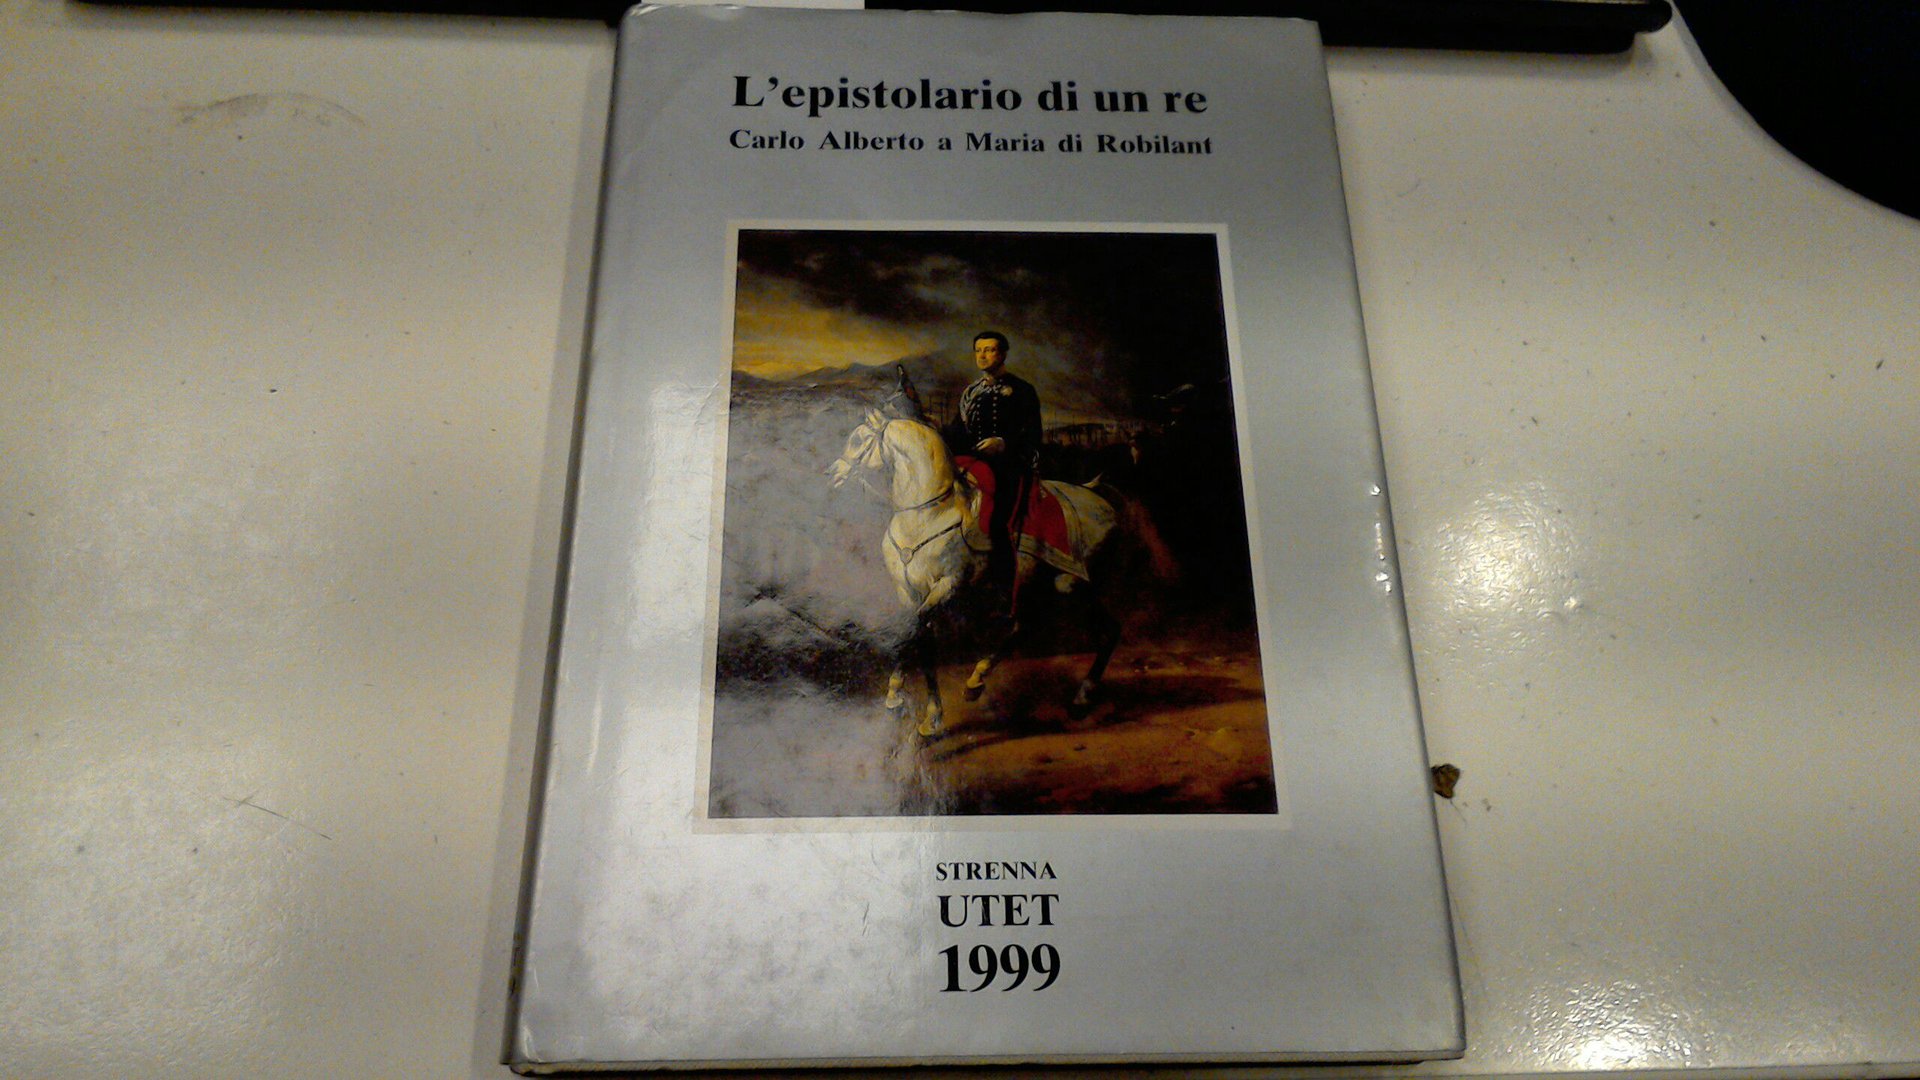 L'epistolario di un re
Carlo Alberto a Maria di Robilant
STRENNA
UTET
1999